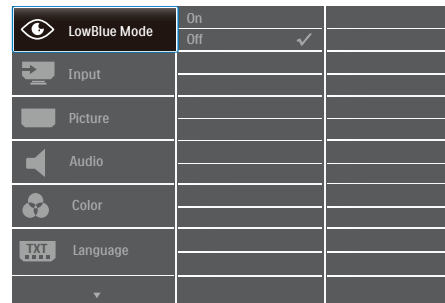 LowBlue Mode
On
Off
Input
Picture
Audio
Color
TXT
Language